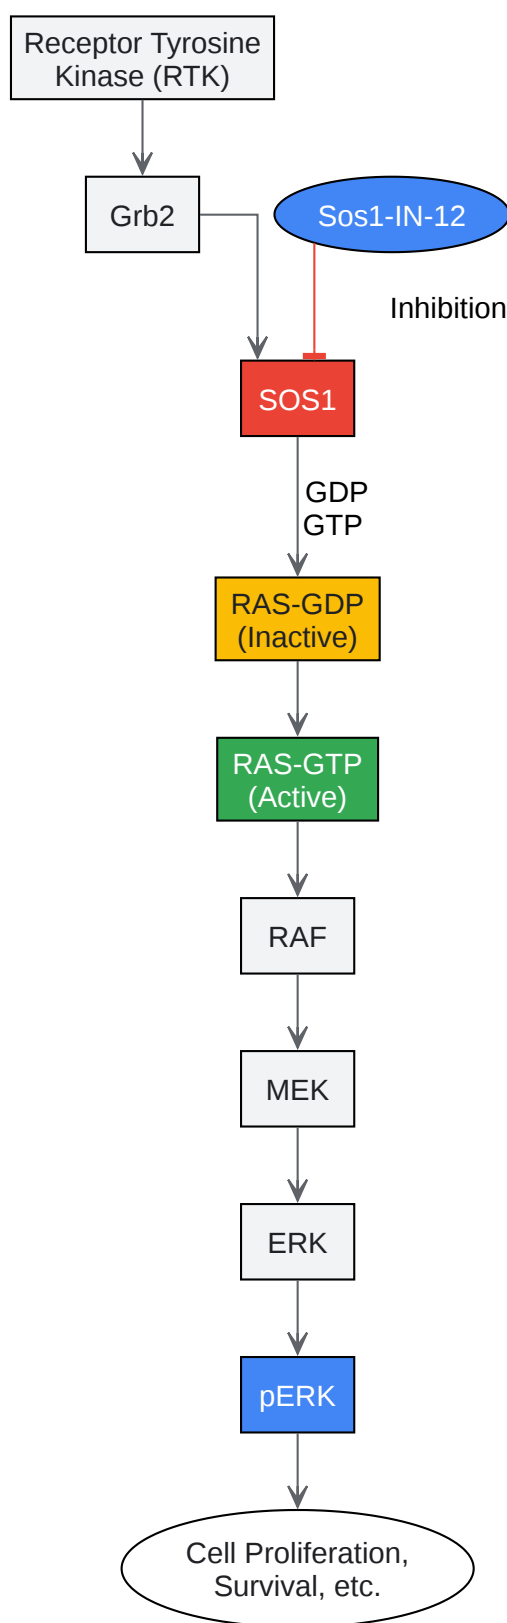 Receptor Tyrosine
Kinase (RTK)
Grb2
Sos1-IN-12
Inhibition
SOS1
GDP
GTP
RAS-GDP
(Inactive)
RAS-GTP
(Active)
RAF
MEK
ERK
pERK
Cell Proliferation,
Survival, etc.